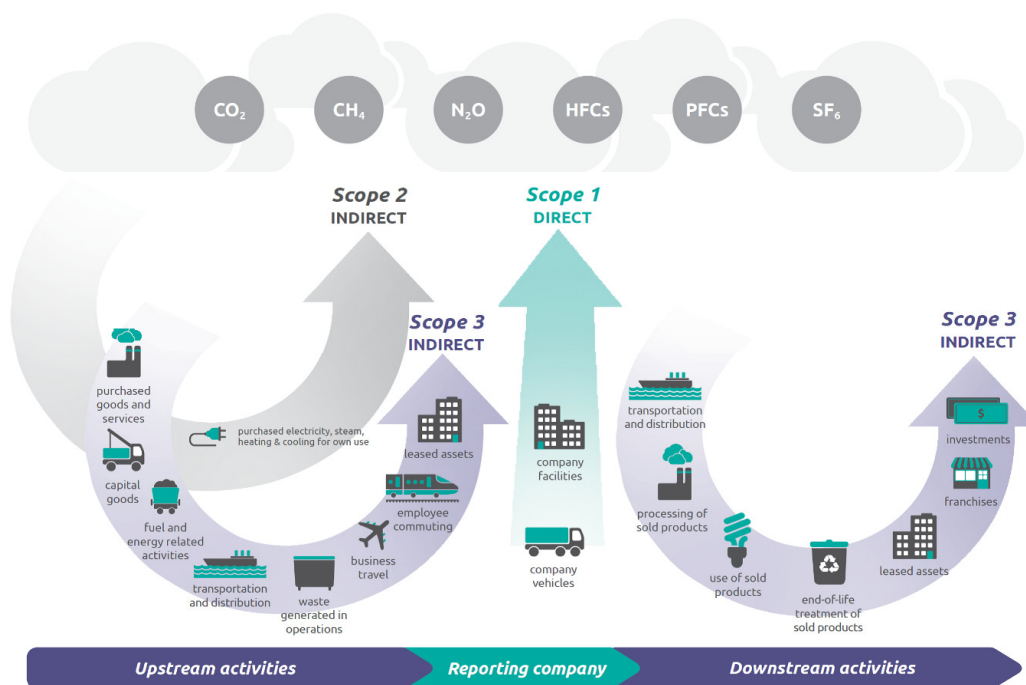 CO₂
CH₄
N₂O
HFCs
PFCs
SF₆
Scope 2
INDIRECT
Scope 1
DIRECT
Scope 3
INDIRECT
Scope 3
INDIRECT
purchased
goods and
services
capital
goods
fuel and
energy related
activities
purchased electricity, steam,
heating & cooling for own use
transportation
and distribution
waste
generated in
operations
business
travel
employee
commuting
leased assets
company
facilities
company
vehicles
transportation
and distribution
processing of
sold products
use of sold
products
end-of-life
treatment of
sold products
leased assets
franchises
investments
$
Upstream activities
Reporting company
Downstream activities